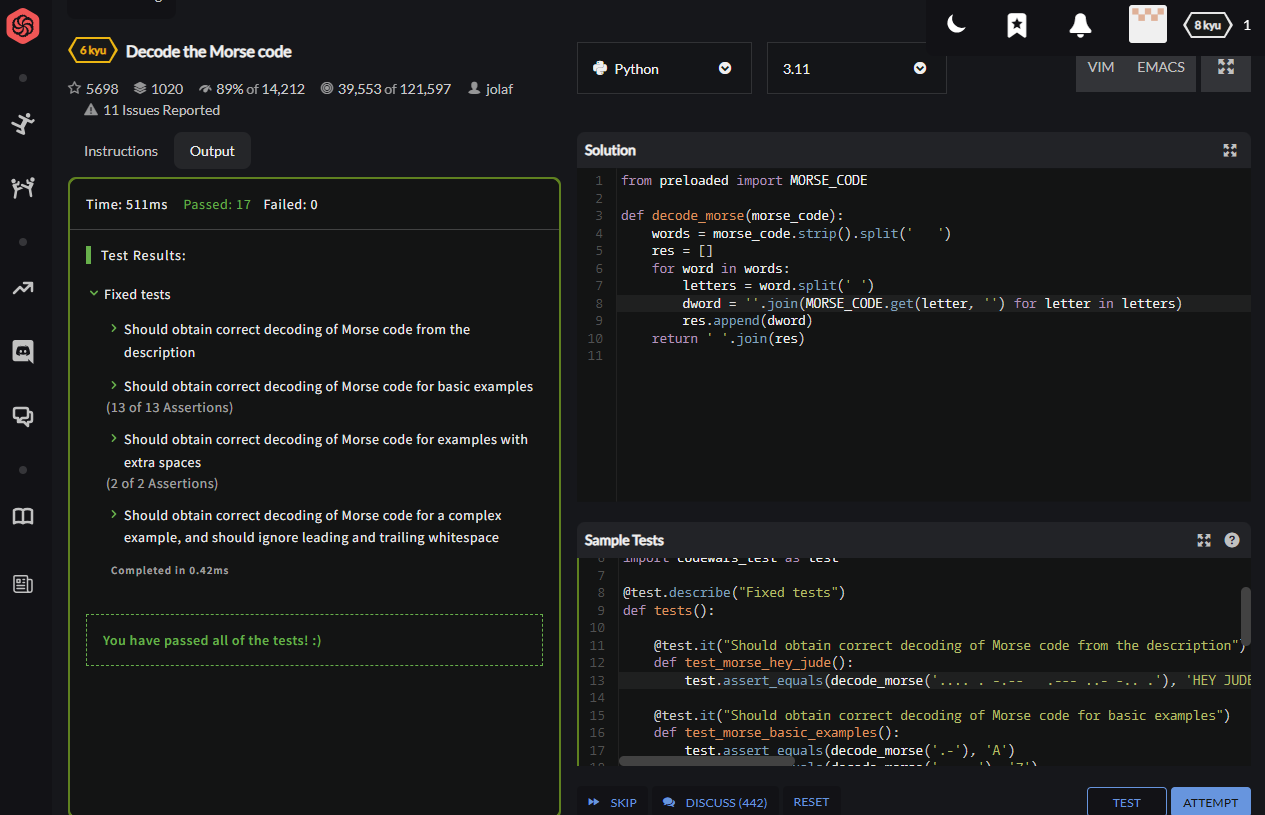 6 kyu Decode the Morse code
5698 1020 89% of 14,212 39,553 of 121,597 jolaf
11 Issues Reported
8 kyu 1
Python 3.11
VIM EMACS
Instructions Output
Time: 511ms Passed: 17 Failed: 0
Test Results:
Fixed tests
Should obtain correct decoding of Morse code from the
description
Should obtain correct decoding of Morse code for basic examples
(13 of 13 Assertions)
Should obtain correct decoding of Morse code for examples with
extra spaces
(2 of 2 Assertions)
Should obtain correct decoding of Morse code for a complex
example, and should ignore leading and trailing whitespace
Completed in 0.42ms
You have passed all of the tests! :)
Solution
1 from preloaded import MORSE_CODE
2
3 def decode_morse(morse_code):
4     words = morse_code.strip().split('   ')
5     res = []
6     for word in words:
7         letters = word.split(' ')
8         dword = ''.join(MORSE_CODE.get(letter, '') for letter in letters)
9         res.append(dword)
10     return ' '.join(res)
11
Sample Tests
6 import codewars_test as test
7
8 @test.describe("Fixed tests")
9 def tests():
10
11     @test.it("Should obtain correct decoding of Morse code from the description")
12     def test_morse_hey_jude():
13         test.assert_equals(decode_morse('.... . -.--   .--- ..- -.. .'), 'HEY JUDE
14
15     @test.it("Should obtain correct decoding of Morse code for basic examples")
16     def test_morse_basic_examples():
17         test.assert_equals(decode_morse('.-'), 'A')
SKIP DISCUSS (442) RESET TEST ATTEMPT